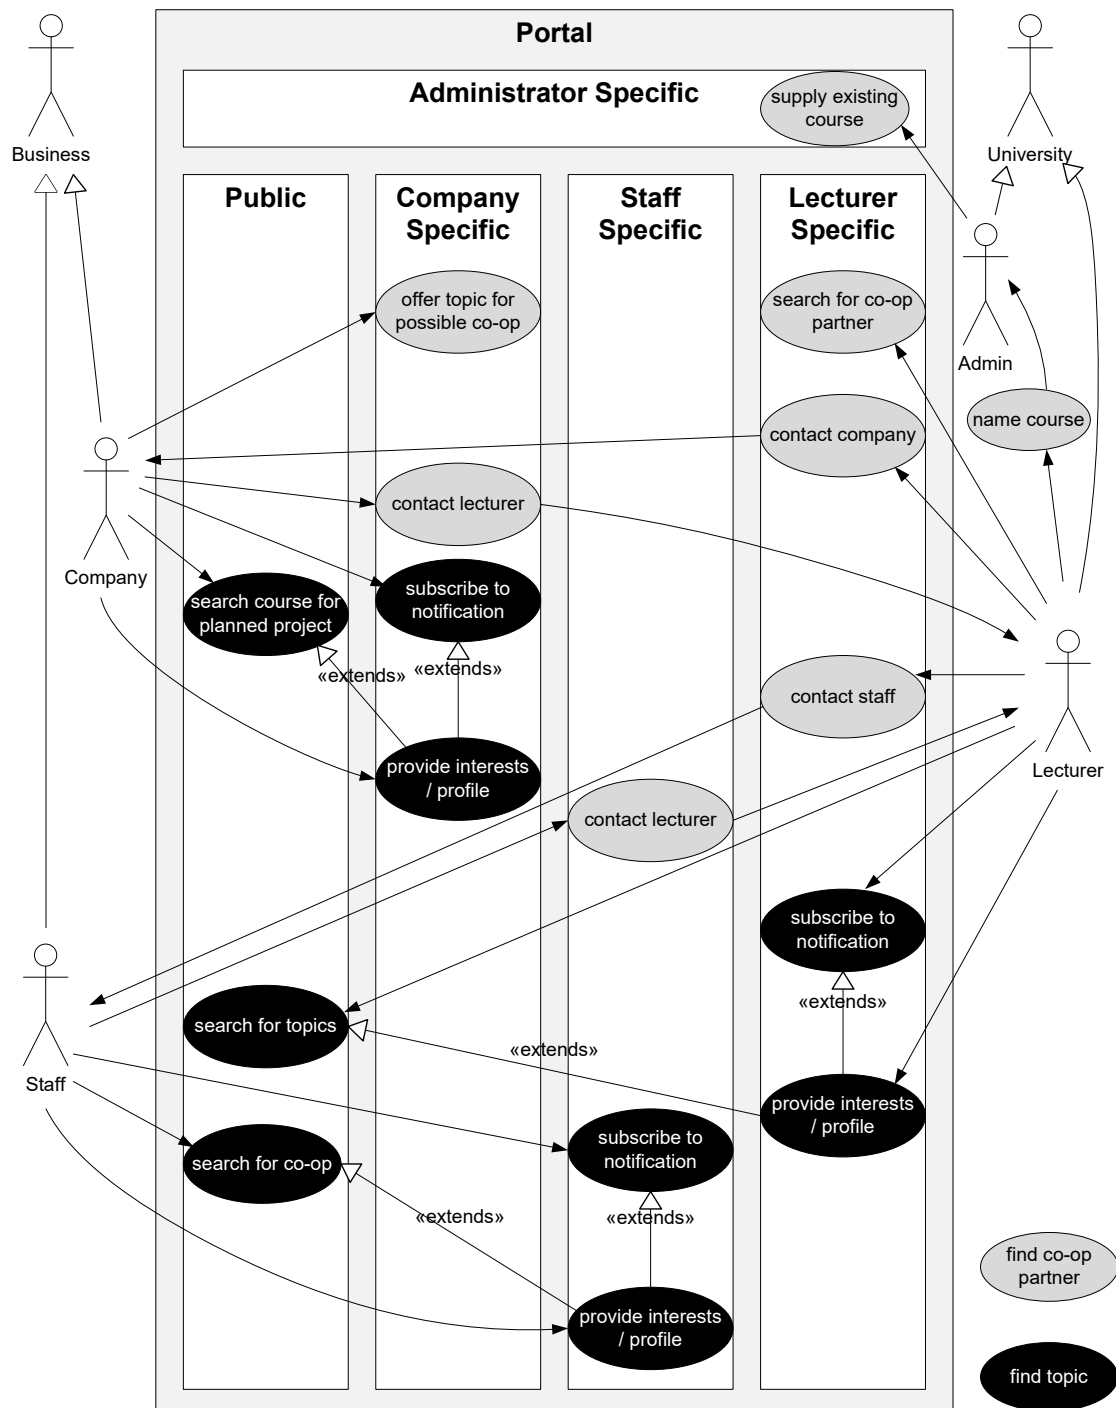 Portal
Administrator Specific
supply existing
course
Business
University
Public
Company
Specific
Staff
Specific
Lecturer
Specific
offer topic for
possible co-op
search for co-op
partner
Admin
name course
contact company
contact lecturer
Company
search course for
planned project
subscribe to
notification
«extends»
«extends»
contact staff
provide interests
/ profile
Lecturer
contact lecturer
subscribe to
notification
«extends»
search for topics
«extends»
Staff
provide interests
/ profile
subscribe to
notification
search for co-op
«extends»
«extends»
find co-op
partner
provide interests
/ profile
find topic